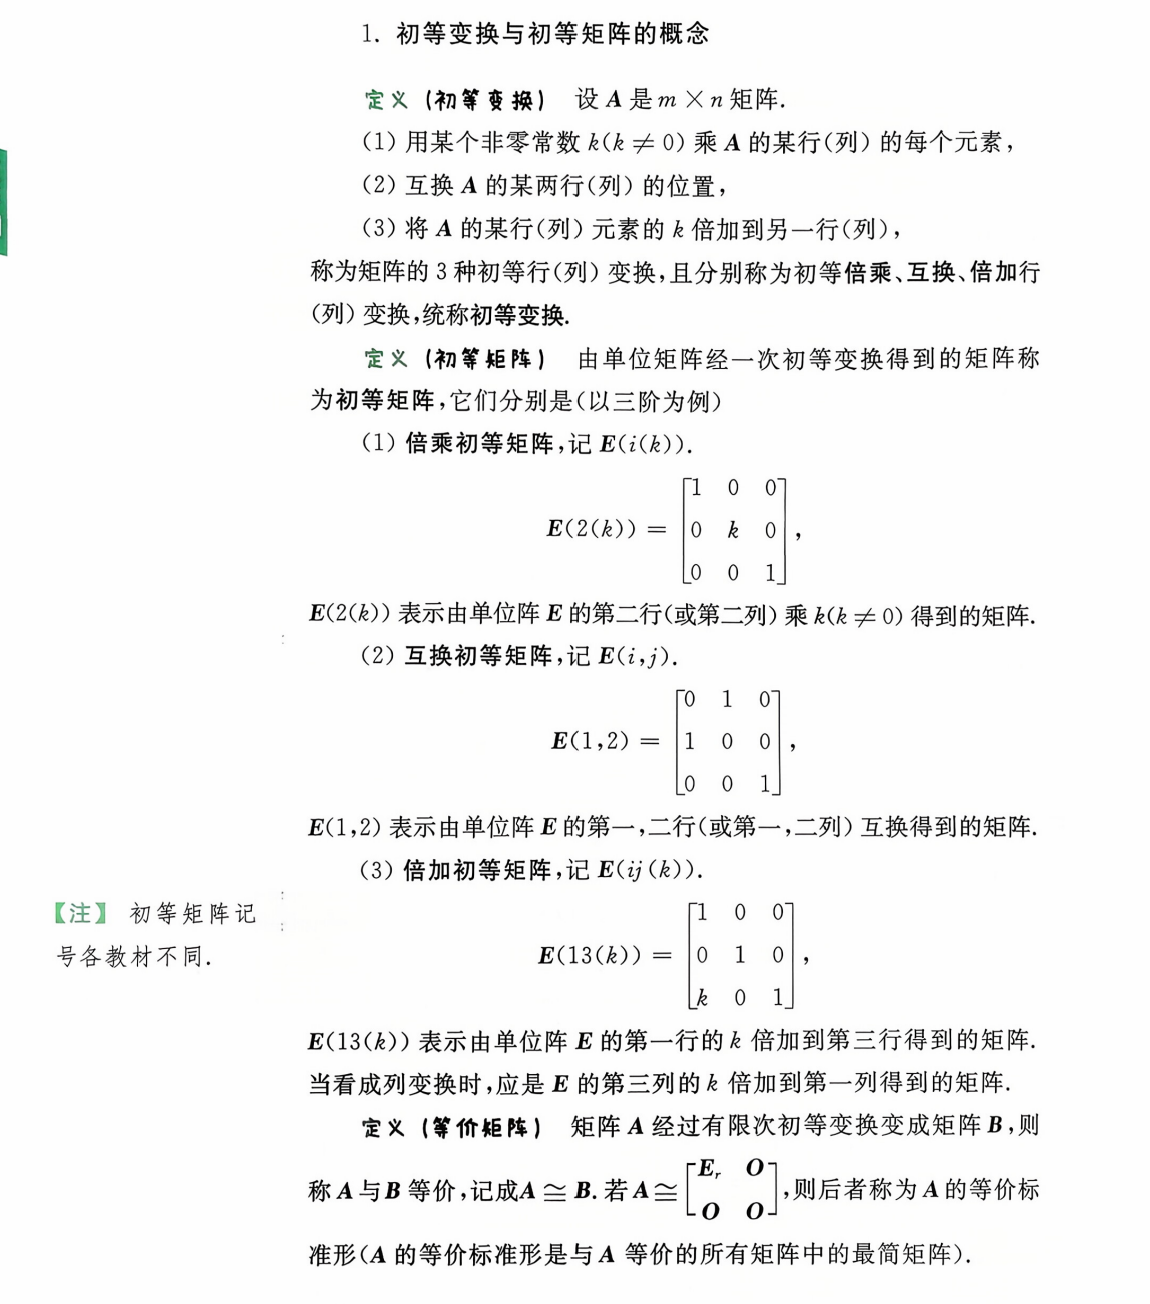 1. 初等变换与初等矩阵的概念
定义 (初等变换) 设 A 是 m × n 矩阵.
(1) 用某个非零常数 k(k ≠ 0) 乘 A 的某行(列) 的每个元素,
(2) 互换 A 的某两行(列) 的位置,
(3) 将 A 的某行(列) 元素的 k 倍加到另一行(列),
称为矩阵的 3 种初等行(列) 变换,且分别称为初等倍乘、互换、倍加行
(列) 变换,统称初等变换.
定义 (初等矩阵) 由单位矩阵经一次初等变换得到的矩阵称
为初等矩阵,它们分别是(以三阶为例)
(1) 倍乘初等矩阵,记 E(i(k)).
1 0 0
E(2(k)) = 0 k 0 ,
0 0 1
E(2(k)) 表示由单位阵 E 的第二行(或第二列) 乘 k(k ≠ 0) 得到的矩阵.
(2) 互换初等矩阵,记 E(i,j).
0 1 0
E(1,2) = 1 0 0 ,
0 0 1
E(1,2) 表示由单位阵 E 的第一,二行(或第一,二列) 互换得到的矩阵.
(3) 倍加初等矩阵,记 E(ij(k)).
【注】 初等矩阵记
号各教材不同.
1 0 0
E(13(k)) = 0 1 0 ,
k 0 1
E(13(k)) 表示由单位阵 E 的第一行的 k 倍加到第三行得到的矩阵.
当看成列变换时,应是 E 的第三列的 k 倍加到第一列得到的矩阵.
定义 (等价矩阵) 矩阵 A 经过有限次初等变换变成矩阵 B,则
称 A 与 B 等价,记成 A ≅ B. 若 A ≅ [E_r O; O O],则后者称为 A 的等价标
准形(A 的等价标准形是与 A 等价的所有矩阵中的最简矩阵).